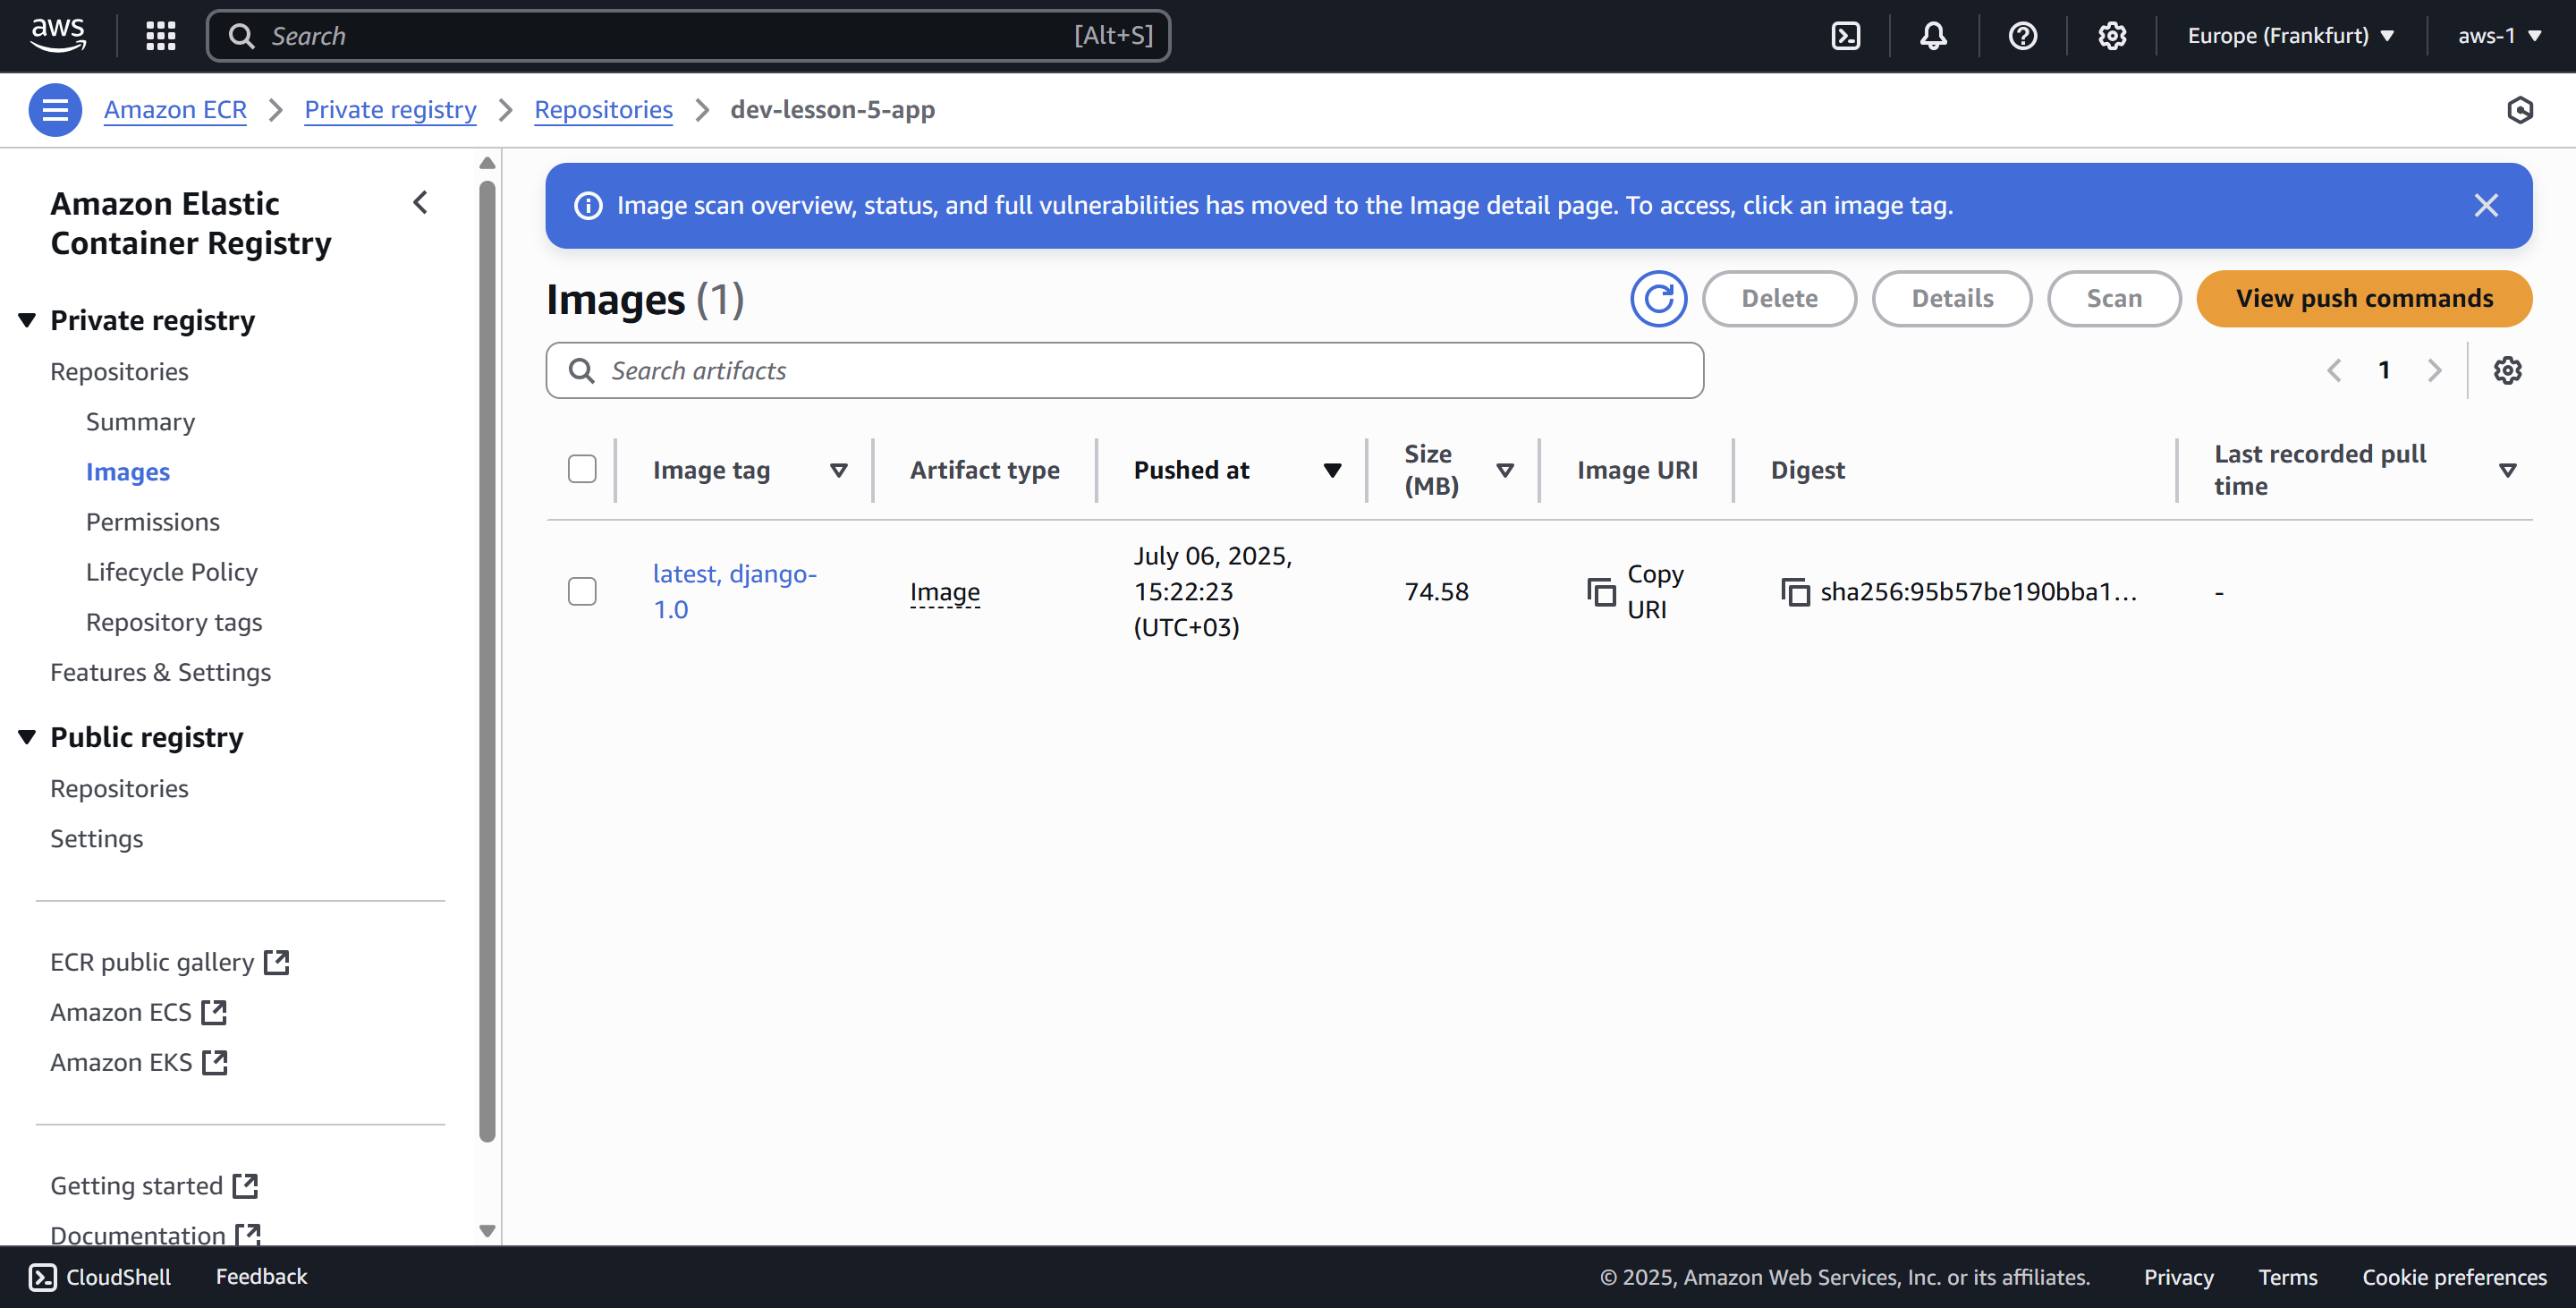 aws
Search [Alt+S]
Europe (Frankfurt)
aws-1
Amazon ECR
Private registry
Repositories
dev-lesson-5-app
Amazon Elastic
Container Registry
Private registry
Repositories
Summary
Images
Permissions
Lifecycle Policy
Repository tags
Features & Settings
Public registry
Repositories
Settings
ECR public gallery
Amazon ECS
Amazon EKS
Getting started
Documentation
Image scan overview, status, and full vulnerabilities has moved to the Image detail page. To access, click an image tag.
Images (1)
Delete
Details
Scan
View push commands
Search artifacts
1
Image tag
Artifact type
Pushed at
Size
(MB)
Image URI
Digest
Last recorded pull
time
latest, django-
1.0
Image
July 06, 2025,
15:22:23
(UTC+03)
74.58
Copy
URI
sha256:95b57be190bba1...
-
CloudShell
Feedback
© 2025, Amazon Web Services, Inc. or its affiliates.
Privacy
Terms
Cookie preferences